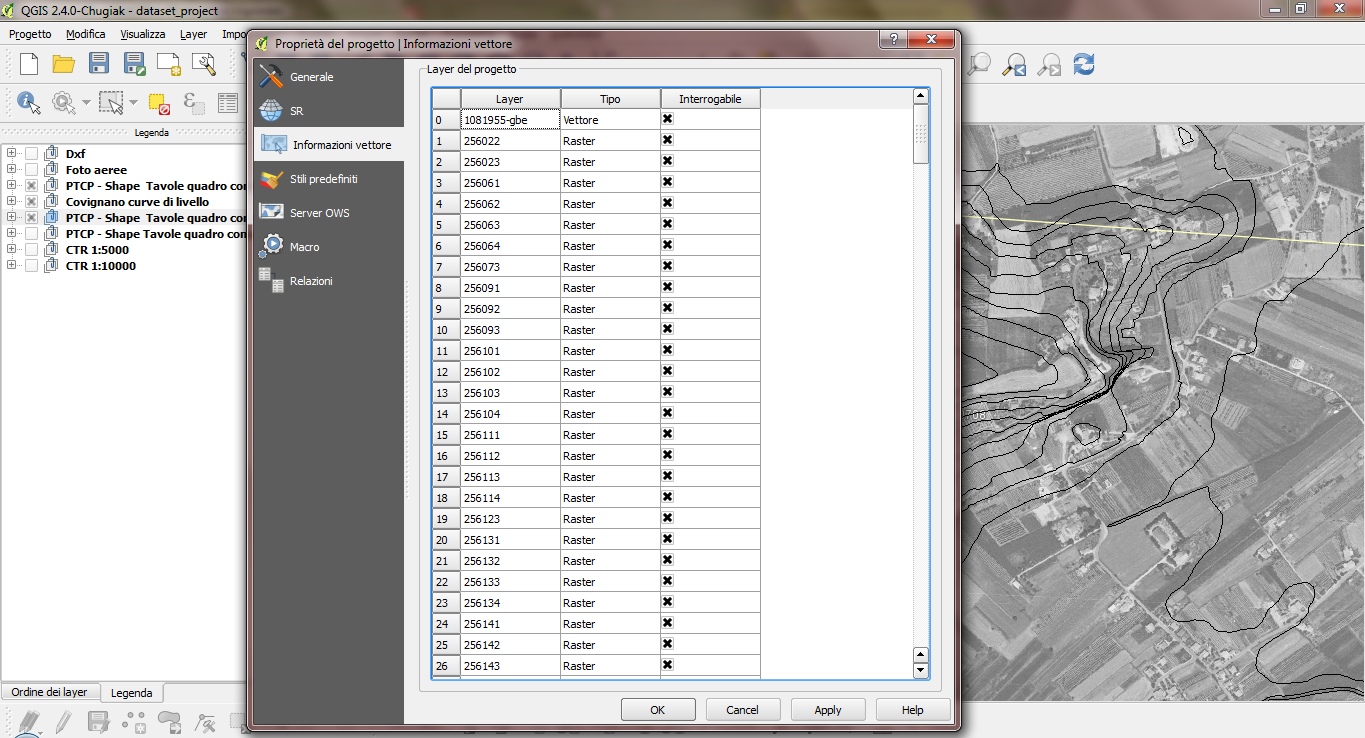 QGIS 2.4.0-Chugiak - dataset_project
Progetto Modifica Visualizza Layer Impo
Legenda
Dxf
Foto aeree
PTCP - Shape Tavole quadro con
Covignano curve di livello
PTCP - Shape Tavole quadro con
PTCP - Shape Tavole quadro con
CTR 1:5000
CTR 1:10000
Ordine dei layer Legenda
Proprietà del progetto | Informazioni vettore
Generale
SR
Informazioni vettore
Stili predefiniti
Server OWS
Macro
Relazioni
Layer del progetto
Layer Tipo Interrogabile
0 1081955-gbe Vettore
1 256022 Raster
2 256023 Raster
3 256061 Raster
4 256062 Raster
5 256063 Raster
6 256064 Raster
7 256073 Raster
8 256091 Raster
9 256092 Raster
10 256093 Raster
11 256101 Raster
12 256102 Raster
13 256103 Raster
14 256104 Raster
15 256111 Raster
16 256112 Raster
17 256113 Raster
18 256114 Raster
19 256123 Raster
20 256131 Raster
21 256132 Raster
22 256133 Raster
23 256134 Raster
24 256141 Raster
25 256142 Raster
26 256143 Raster
OK Cancel Apply Help